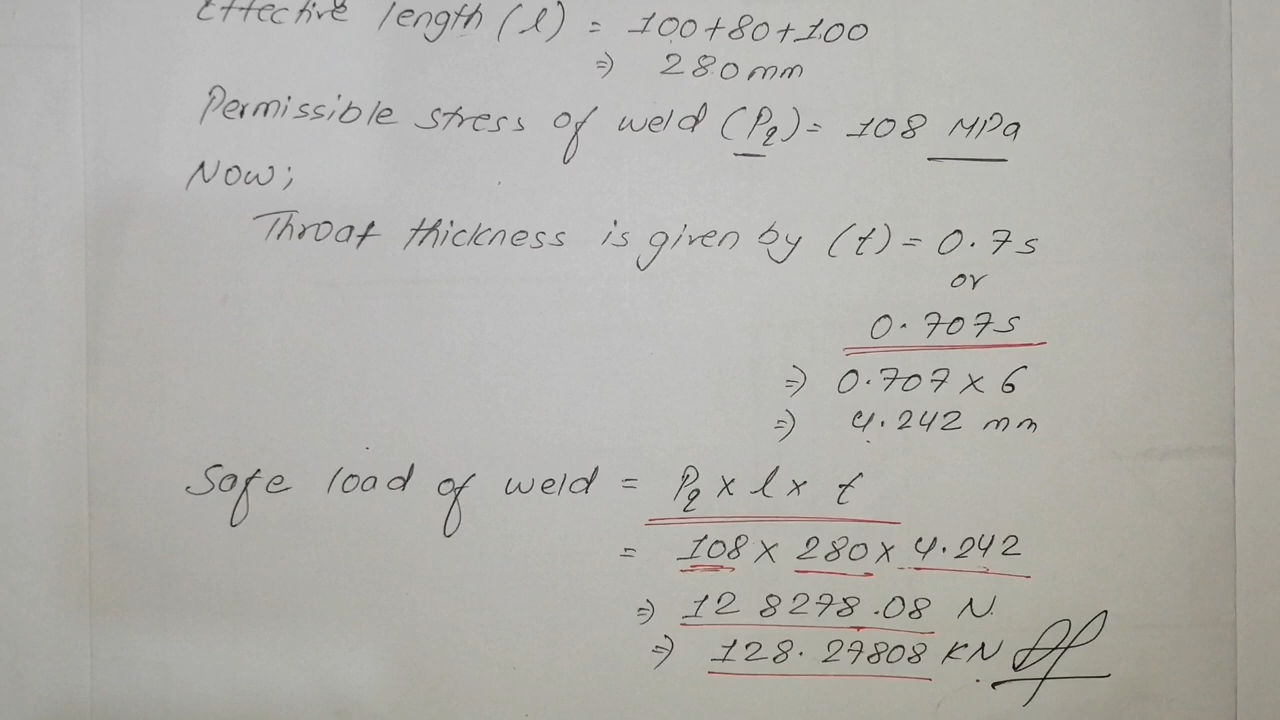 Effective length (l) = 100+80+100
⇒ 280mm
Permissible stress of weld (Pq) = 108 MPa
Now;
Throat thickness is given by (t) = 0.7s
or
0.707s
⇒ 0.707 x 6
⇒ 4.242 mm
Safe load of weld = Pq x l x t
= 108 x 280 x 4.242
⇒ 128278.08 N
⇒ 128.27808 KN